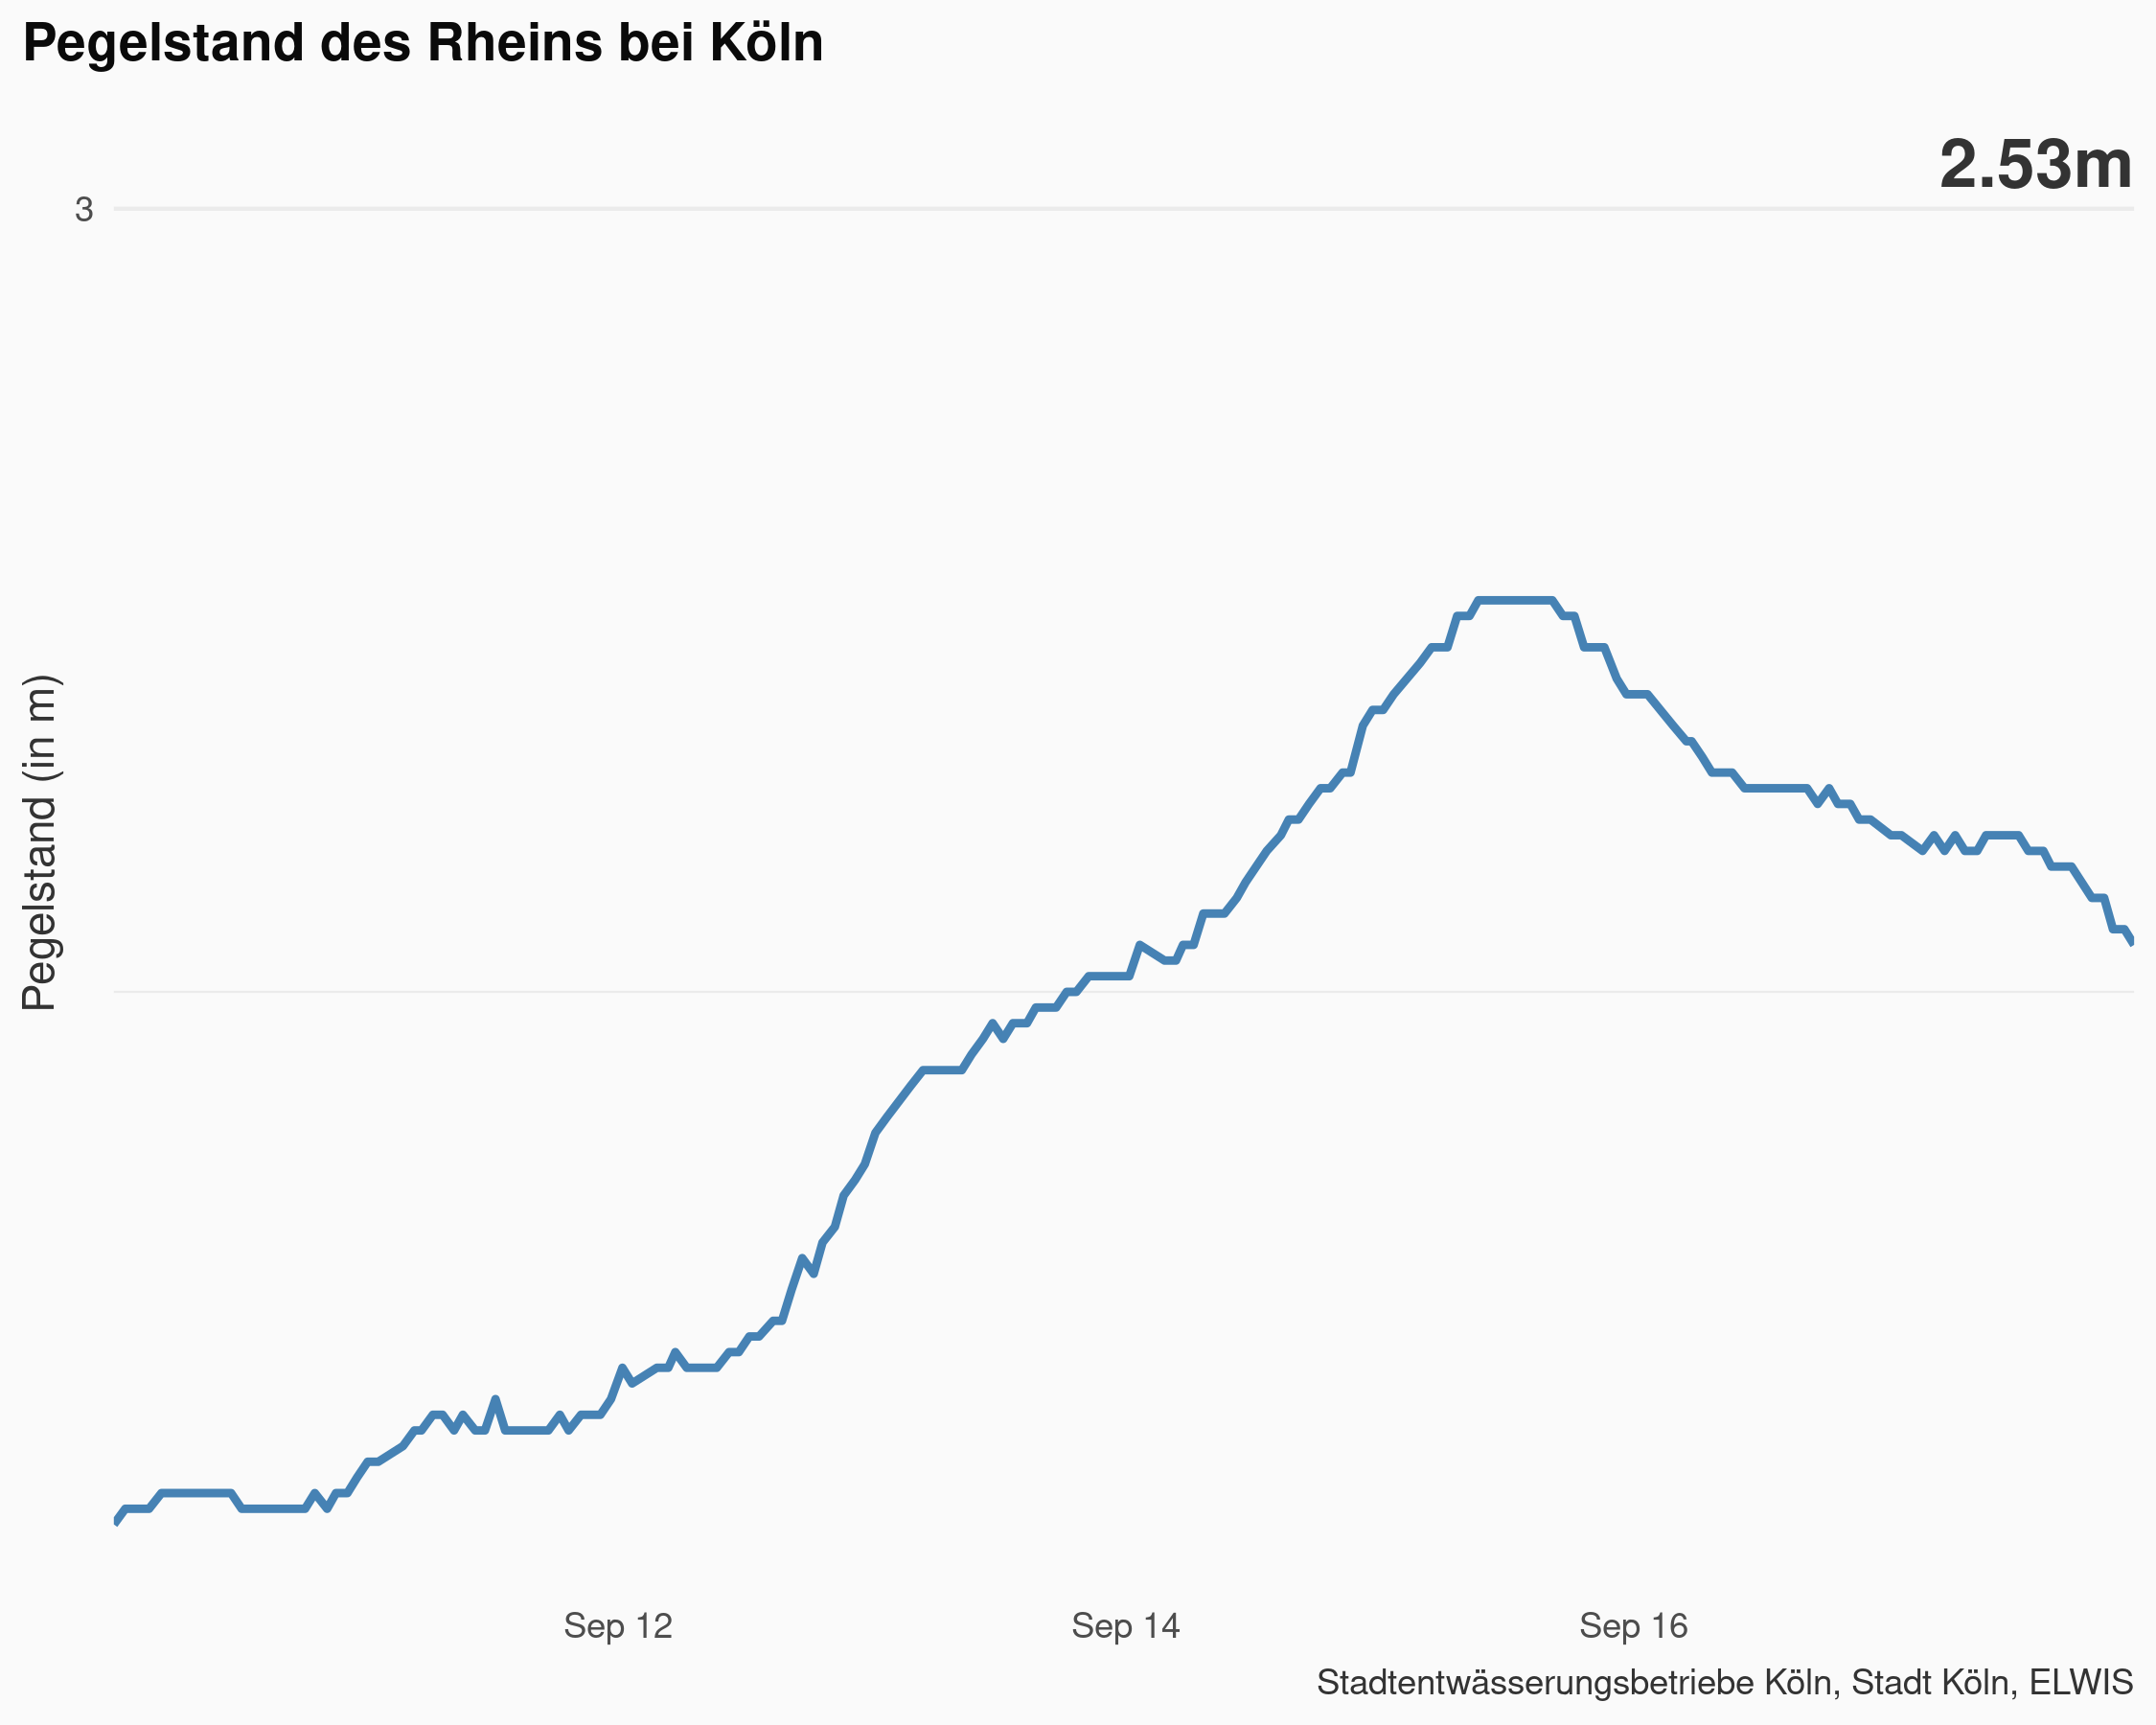 Pegelstand des Rheins bei Köln
2.53m
3
Pegelstand (in m)
Sep 12
Sep 14
Sep 16
Stadtentwässerungsbetriebe Köln, Stadt Köln, ELWIS